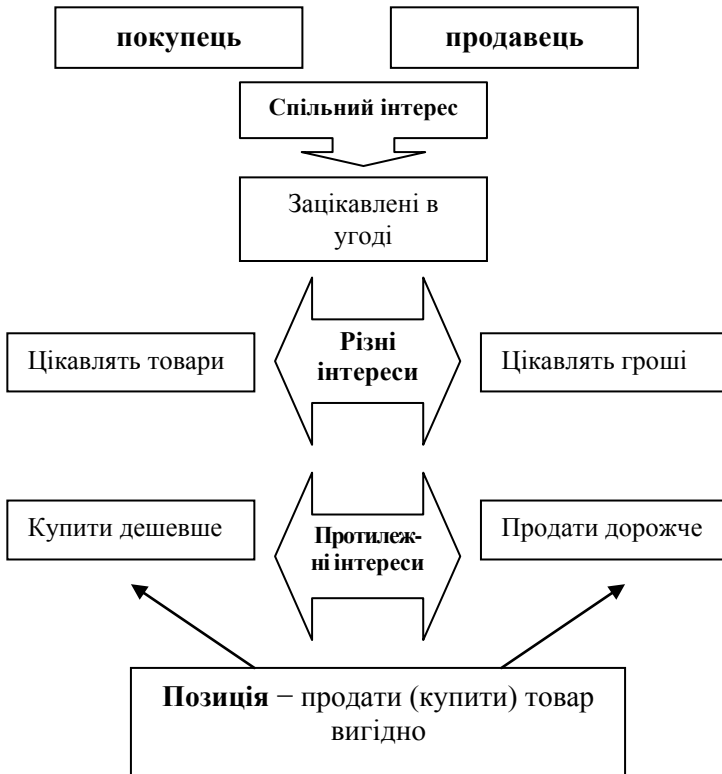 покупець
продавець
Спільний інтерес
Зацікавлені в
угоді
Цікавлять товари
Різні
інтереси
Цікавлять гроші
Купити дешевше
Протилеж-
ні інтереси
Продати дорожче
Позиція − продати (купити) товар
вигідно